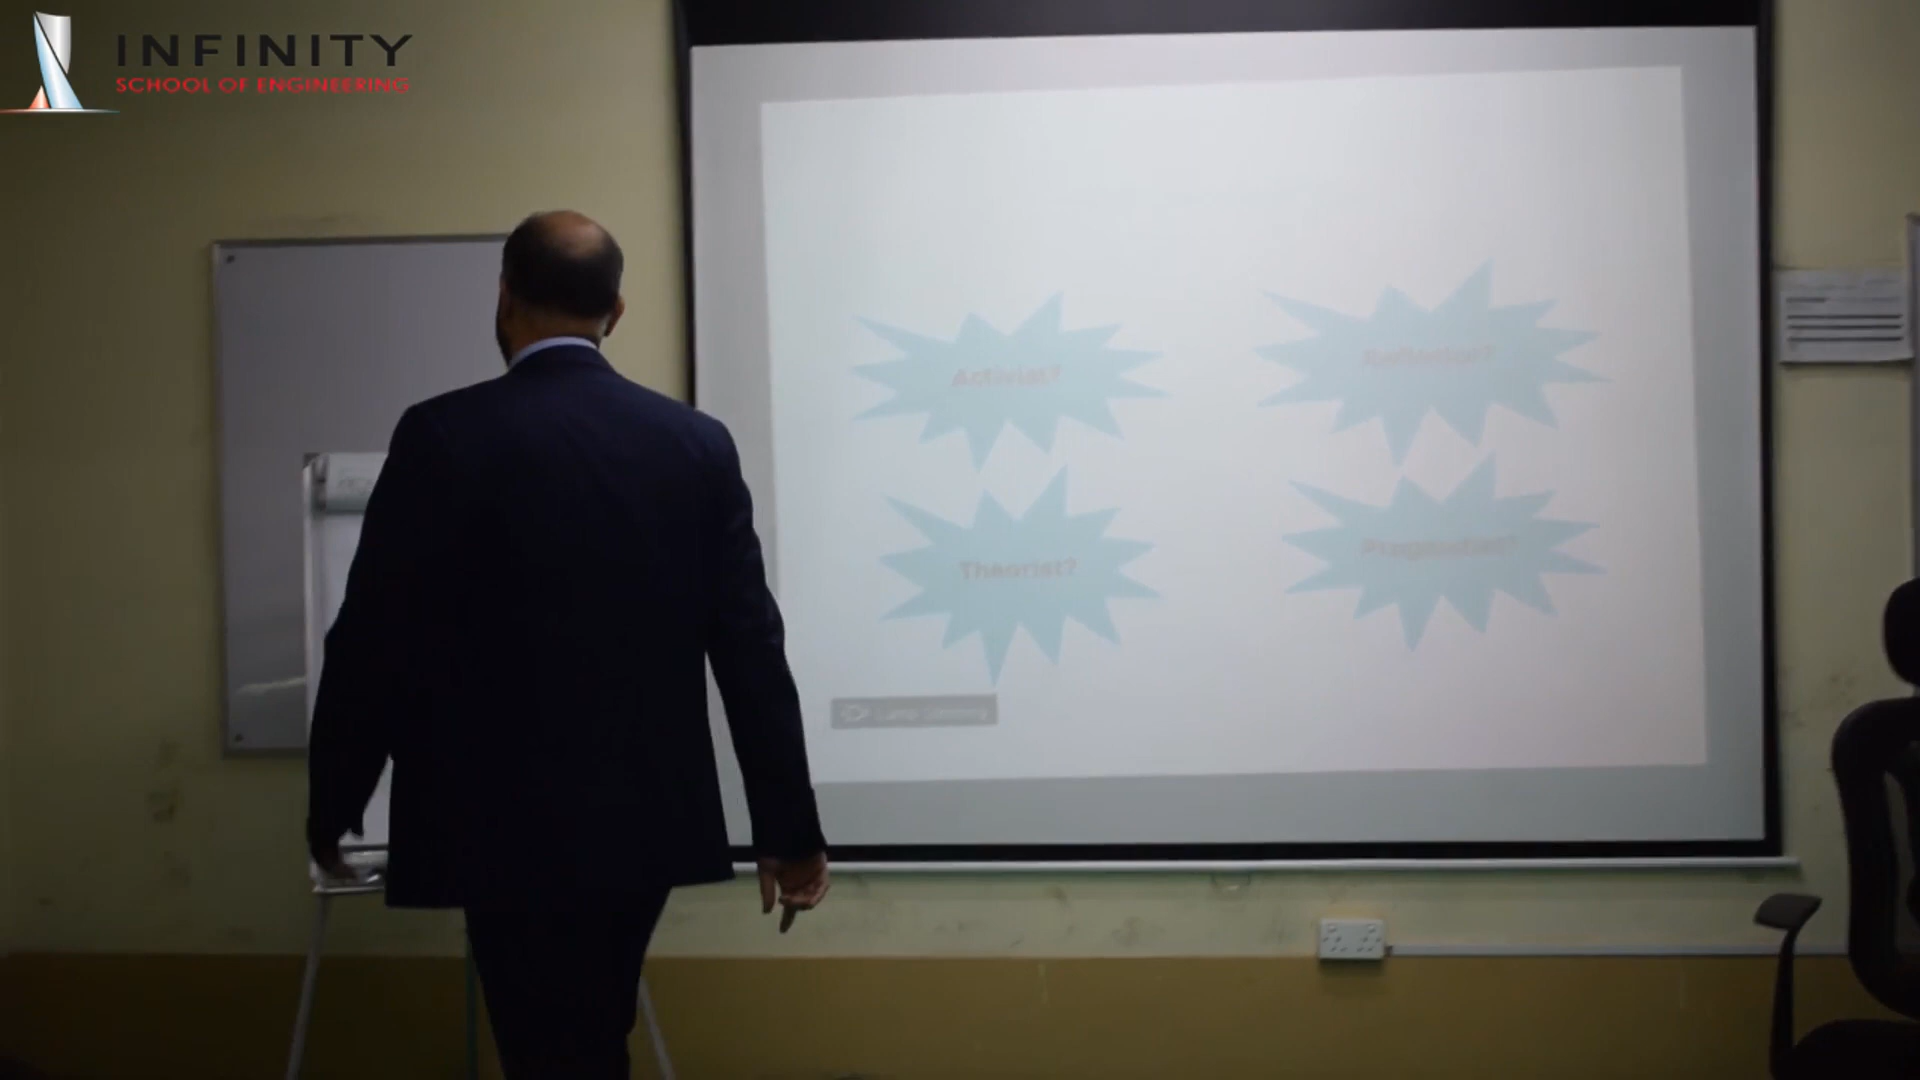 INFINITY
SCHOOL OF ENGINEERING
Activist?
Reflector?
Theorist?
Pragmatist?